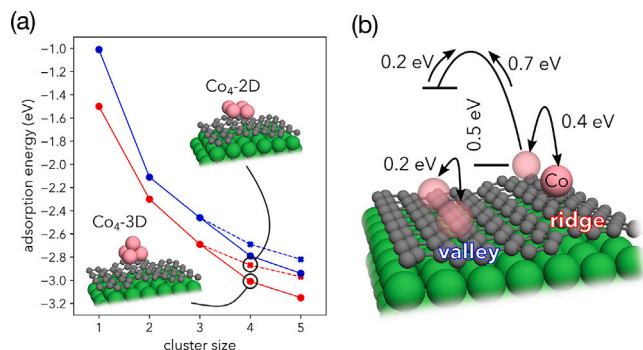 (a)
adsorption energy (eV)
−1.0
−1.2
−1.4
−1.6
−1.8
−2.0
−2.2
−2.4
−2.6
−2.8
−3.0
−3.2
Co₄-2D
Co₄-3D
1 2 3 4 5
cluster size
(b)
0.2 eV
0.7 eV
0.5 eV
0.4 eV
0.2 eV
Co
ridge
valley